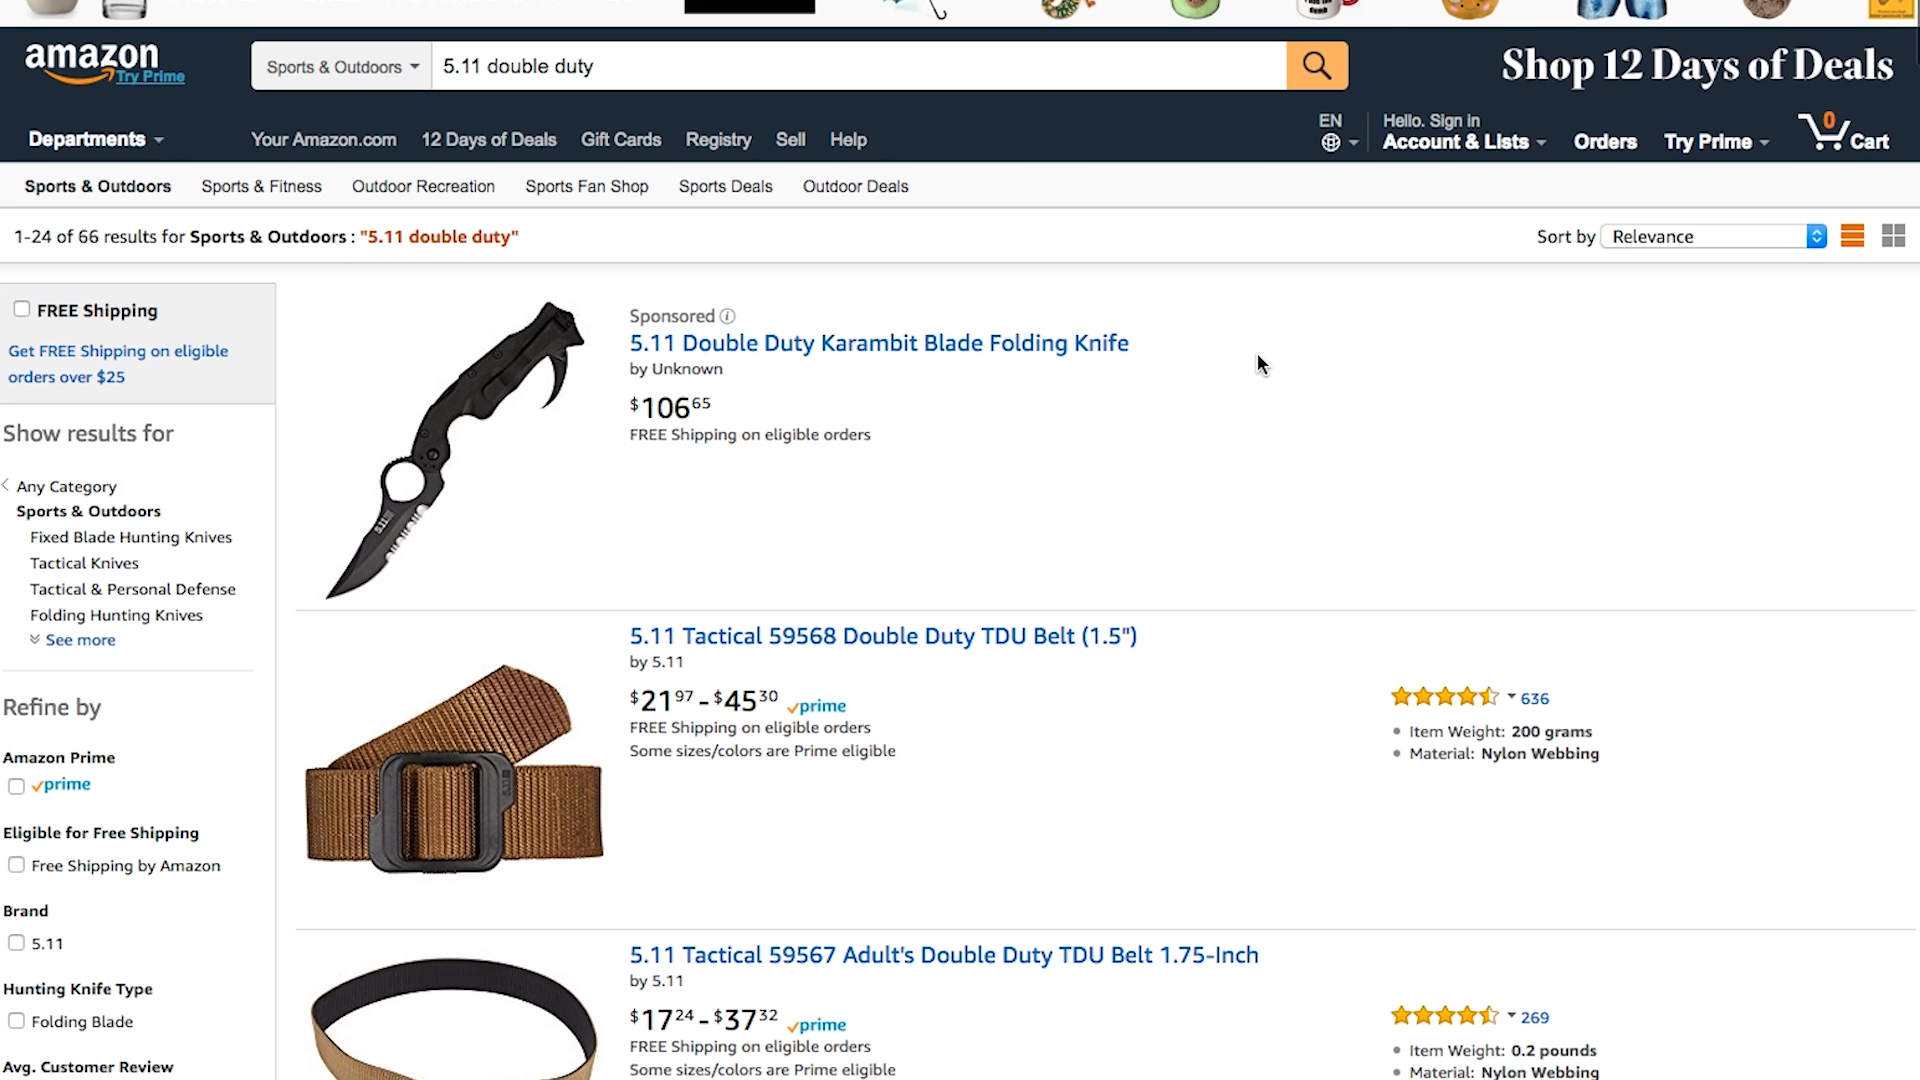 amazon
Try Prime
Sports & Outdoors
5.11 double duty
Shop 12 Days of Deals
Departments
Your Amazon.com
12 Days of Deals
Gift Cards
Registry
Sell
Help
EN
Hello. Sign in
Account & Lists
Orders
Try Prime
0
Cart
Sports & Outdoors
Sports & Fitness
Outdoor Recreation
Sports Fan Shop
Sports Deals
Outdoor Deals
1-24 of 66 results for Sports & Outdoors : "5.11 double duty"
Sort by
Relevance
FREE Shipping
Get FREE Shipping on eligible
orders over $25
Show results for
Any Category
Sports & Outdoors
Fixed Blade Hunting Knives
Tactical Knives
Tactical & Personal Defense
Folding Hunting Knives
See more
Refine by
Amazon Prime
prime
Eligible for Free Shipping
Free Shipping by Amazon
Brand
5.11
Hunting Knife Type
Folding Blade
Avg. Customer Review
Sponsored
5.11 Double Duty Karambit Blade Folding Knife
by Unknown
$106 65
FREE Shipping on eligible orders
5.11 Tactical 59568 Double Duty TDU Belt (1.5")
by 5.11
$21 97 - $45 30 prime
FREE Shipping on eligible orders
Some sizes/colors are Prime eligible
636
Item Weight: 200 grams
Material: Nylon Webbing
5.11 Tactical 59567 Adult's Double Duty TDU Belt 1.75-Inch
by 5.11
$17 24 - $37 32 prime
FREE Shipping on eligible orders
Some sizes/colors are Prime eligible
269
Item Weight: 0.2 pounds
Material: Nylon Webbing